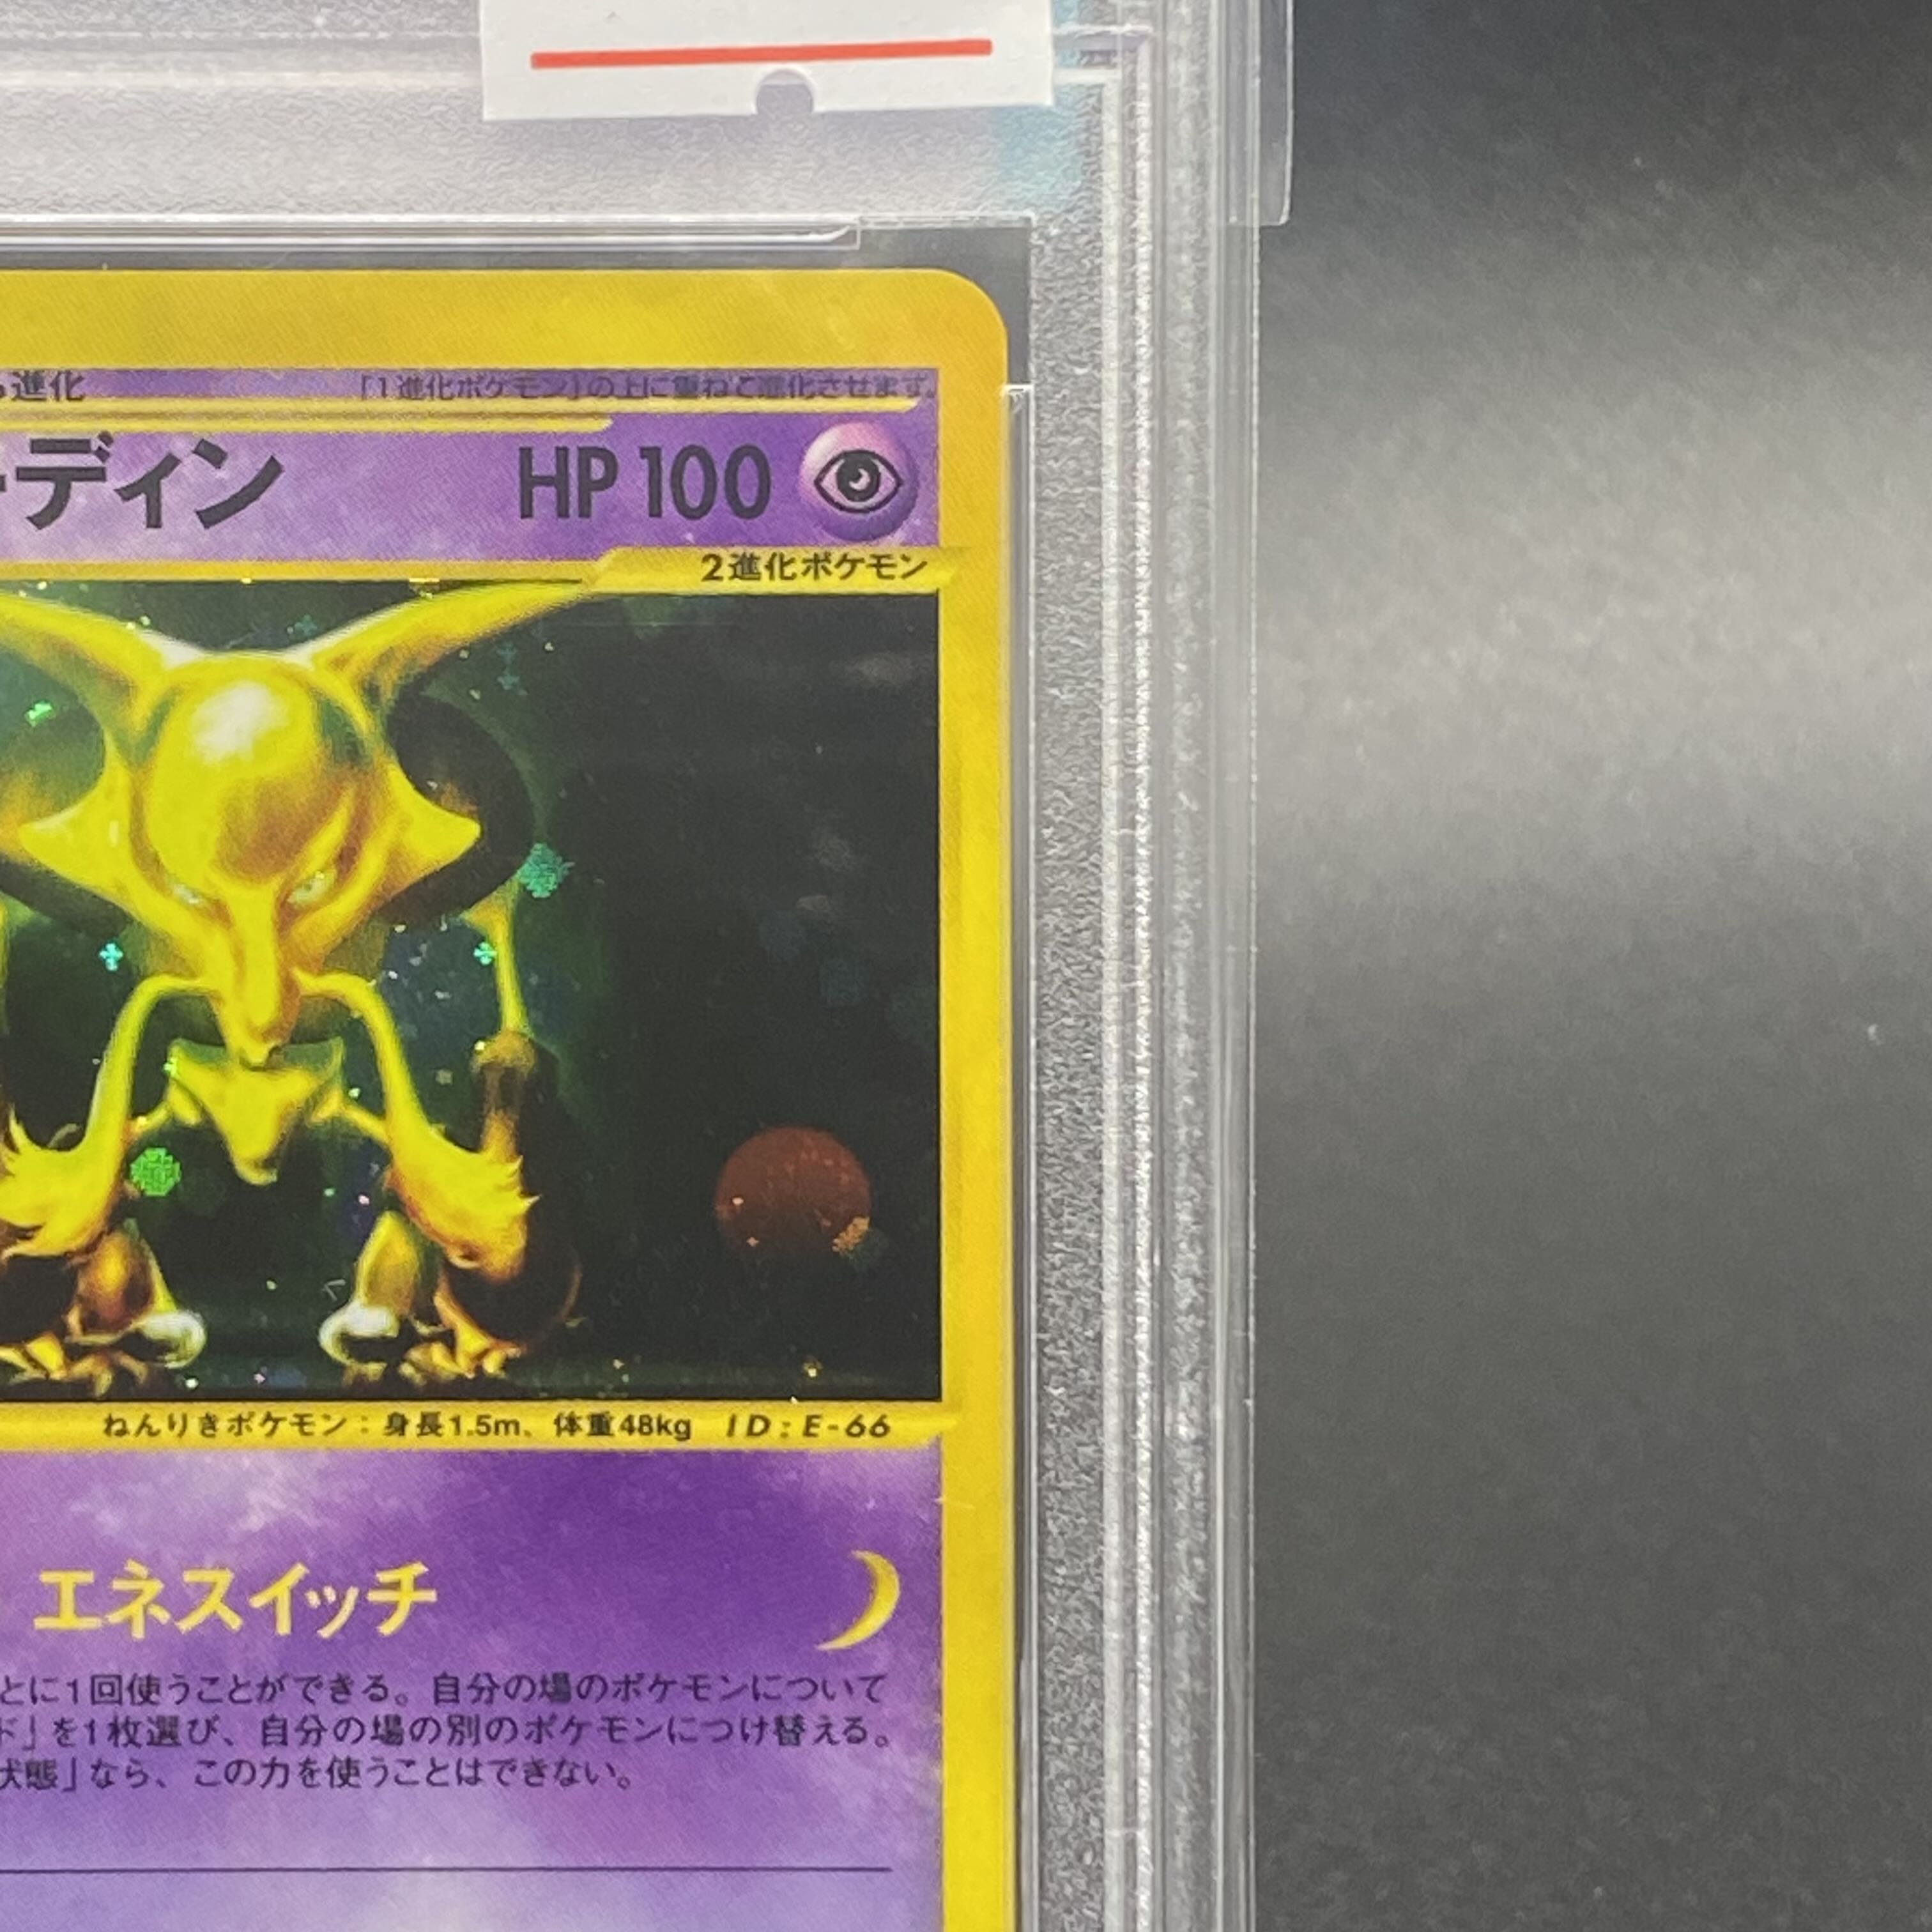 進化 「1進化ポケモン」の上に重ねて進化させます。
ーディン HP 100
2進化ポケモン
ねんりきポケモン：身長1.5m、体重48kg ID:E-66
エネスイッチ
とに1回使うことができる。自分の場のポケモンについて
ド」を1枚選び、自分の場の別のポケモンにつけ替える。
状態」なら、この力を使うことはできない。